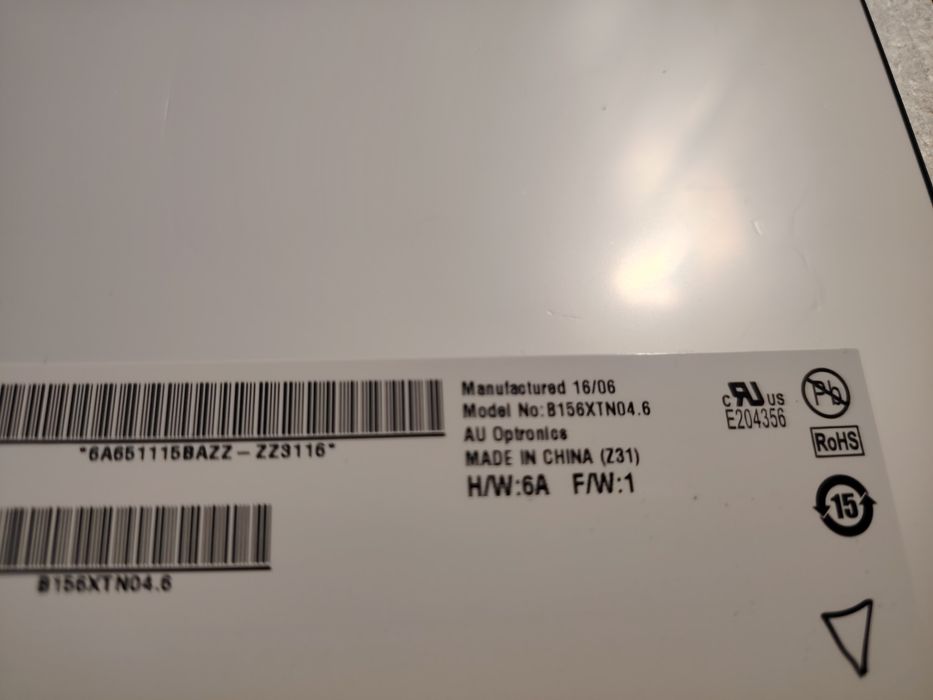 Manufactured 16/06
Model No:B156XTN04.6
AU Optronics
MADE IN CHINA (Z31)
H/W:6A F/W:1
*6A651115BAZZ-ZZ3116*
B156XTN04.6
c RU US
E204356
Pb
RoHS
15